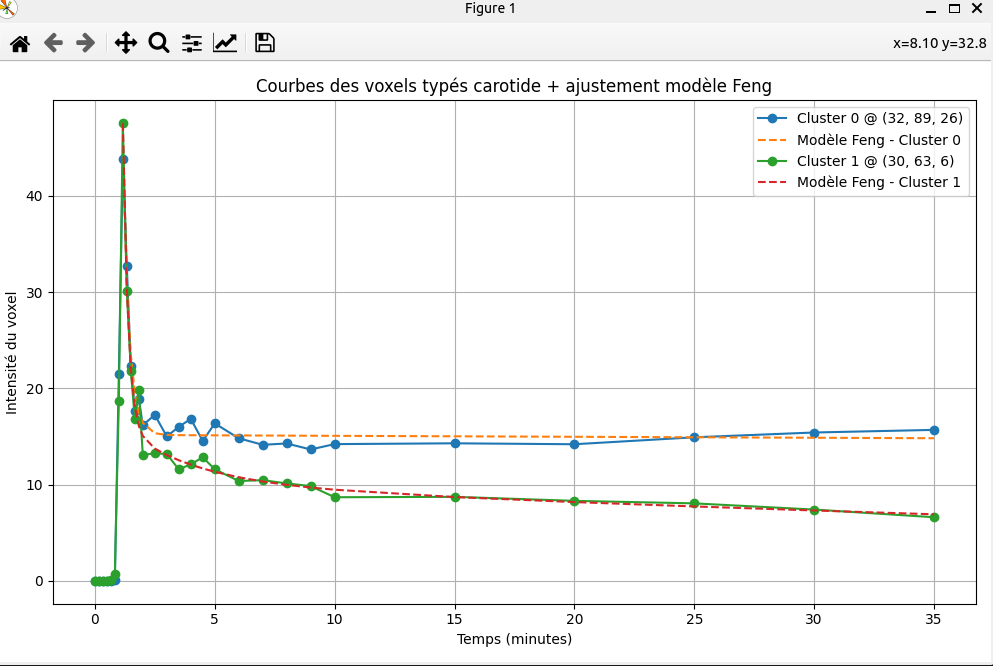 Figure 1
x=8.10 y=32.8
Courbes des voxels typés carotide + ajustement modèle Feng
Cluster 0 @ (32, 89, 26)
Modèle Feng - Cluster 0
Cluster 1 @ (30, 63, 6)
Modèle Feng - Cluster 1
Intensité du voxel
40
30
20
10
0
0 5 10 15 20 25 30 35
Temps (minutes)